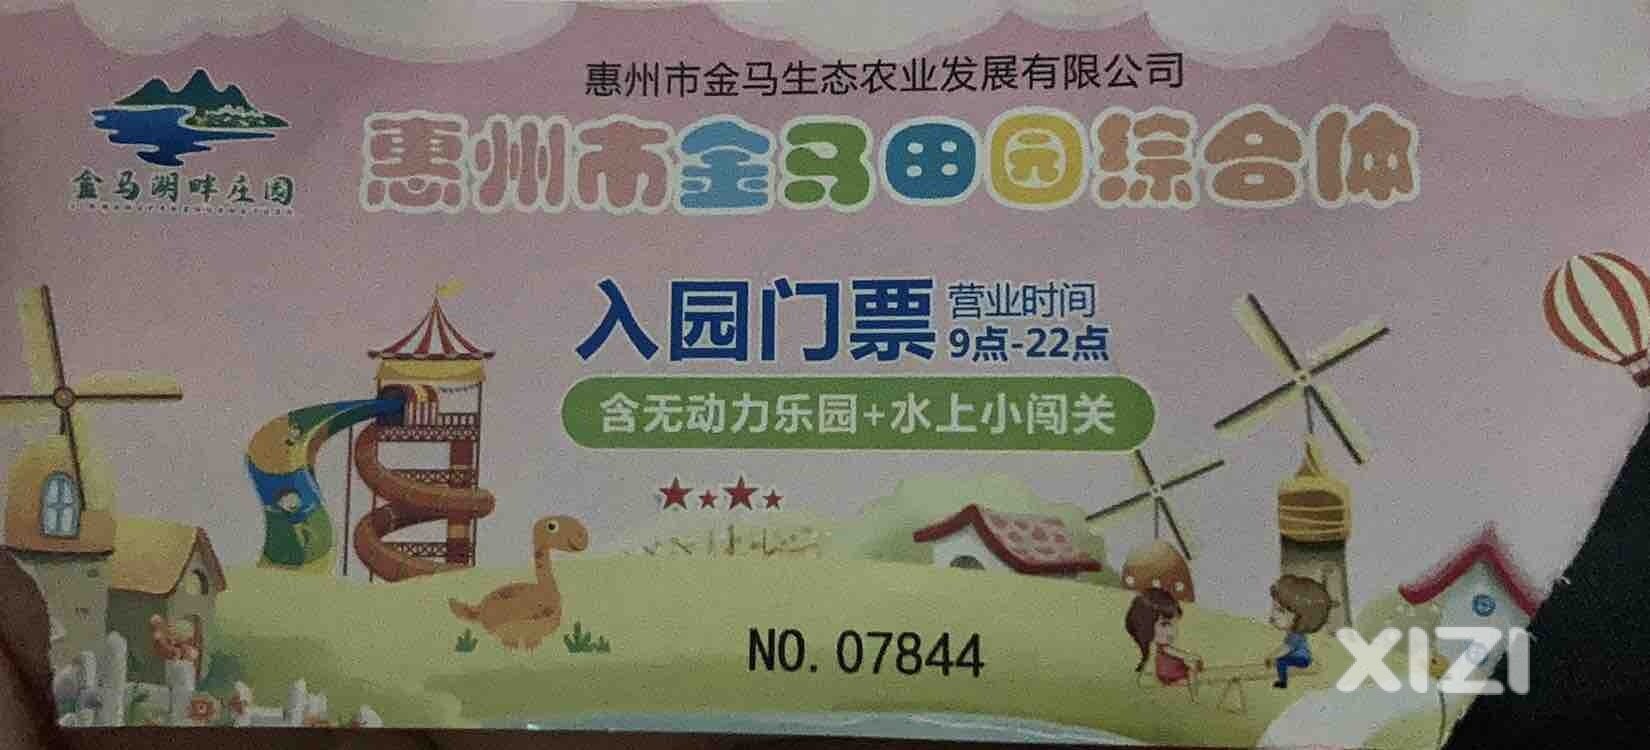 惠州市金马生态农业发展有限公司
惠州市金马田园综合体
金马湖畔庄园
入园门票
营业时间
9点-22点
含无动力乐园+水上小闯关
NO. 07844
XIZI